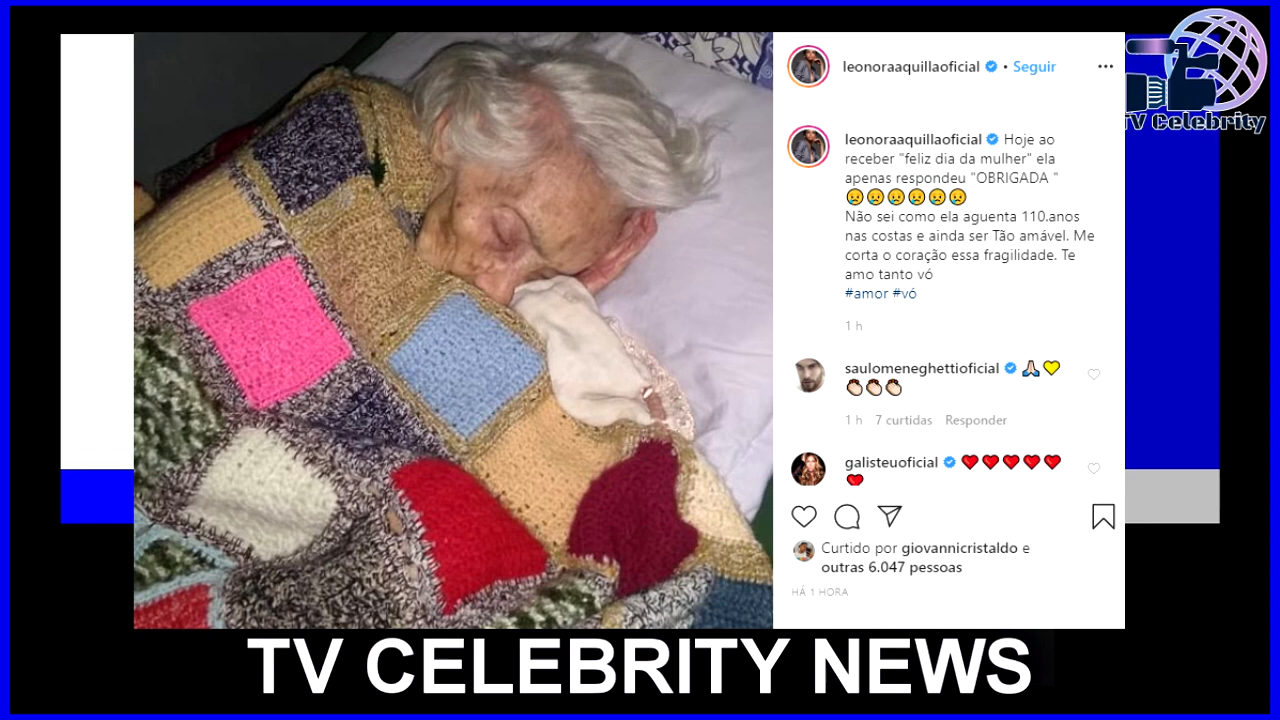 leonoraaquillaoficial • Seguir
TV Celebrity
leonoraaquillaoficial Hoje ao
receber "feliz dia da mulher" ela
apenas respondeu "OBRIGADA "
😢😢😢😢😢😢
Não sei como ela aguenta 110.anos
nas costas e ainda ser Tão amável. Me
corta o coração essa fragilidade. Te
amo tanto vó
#amor #vó
1 h
saulomeneghettioficial 🙏🏻💛
👏🏻👏🏻👏🏻
1 h 7 curtidas Responder
galisteuoficial ❤❤❤❤❤
❤
Curtido por giovannicristaldo e
outras 6.047 pessoas
HÁ 1 HORA
TV CELEBRITY NEWS